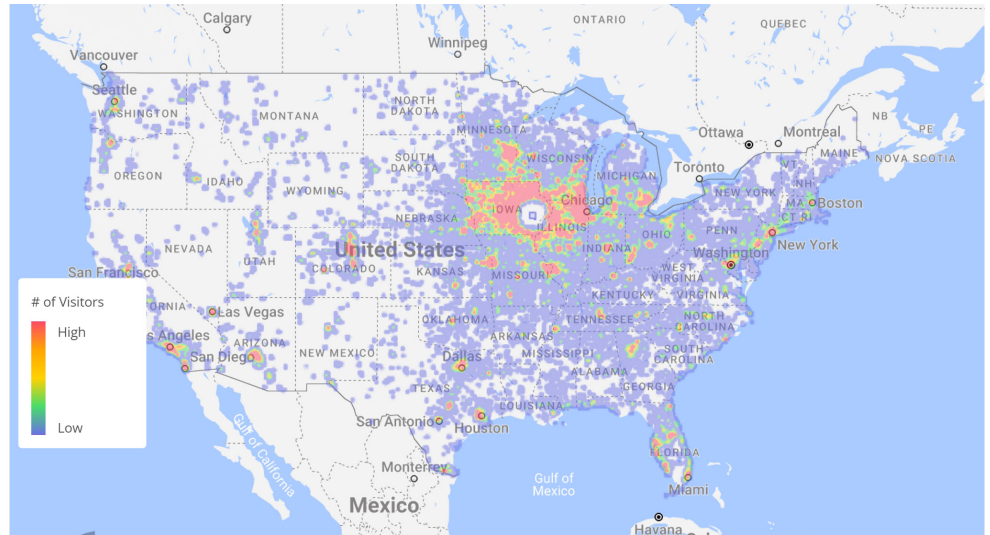 Calgary
ONTARIO
QUEBEC
Winnipeg
Vancouver
Seattle
WASHINGTON
MONTANA
NORTH
DAKOTA
MINNESOTA
Ottawa
Montreal
NB
PE
NOVA SCOTIA
MAINE
VT
NH
Toronto
OREGON
IDAHO
WYOMING
SOUTH
DAKOTA
WISCONSIN
MICHIGAN
NEW YORK
MA
CT RI
Boston
IOWA
Chicago
NEBRASKA
ILLINOIS
INDIANA
OHIO
PENN
New York
NEVADA
UTAH
COLORADO
United States
KANSAS
MISSOURI
WEST
VIRGINIA
Washington
VIRGINIA
KENTUCKY
San Francisco
ORNIA
Las Vegas
s Angeles
San Diego
ARIZONA
NEW MEXICO
OKLAHOMA
ARKANSAS
TENNESSEE
NORTH
CAROLINA
SOUTH
CAROLINA
Dallas
MISSISSIPPI
ALABAMA
GEORGIA
TEXAS
LOUISIANA
San Antonio
Houston
FLORIDA
Miami
Monterrey
Gulf of California
Gulf of
Mexico
Mexico
Havana
# of Visitors
High
Low